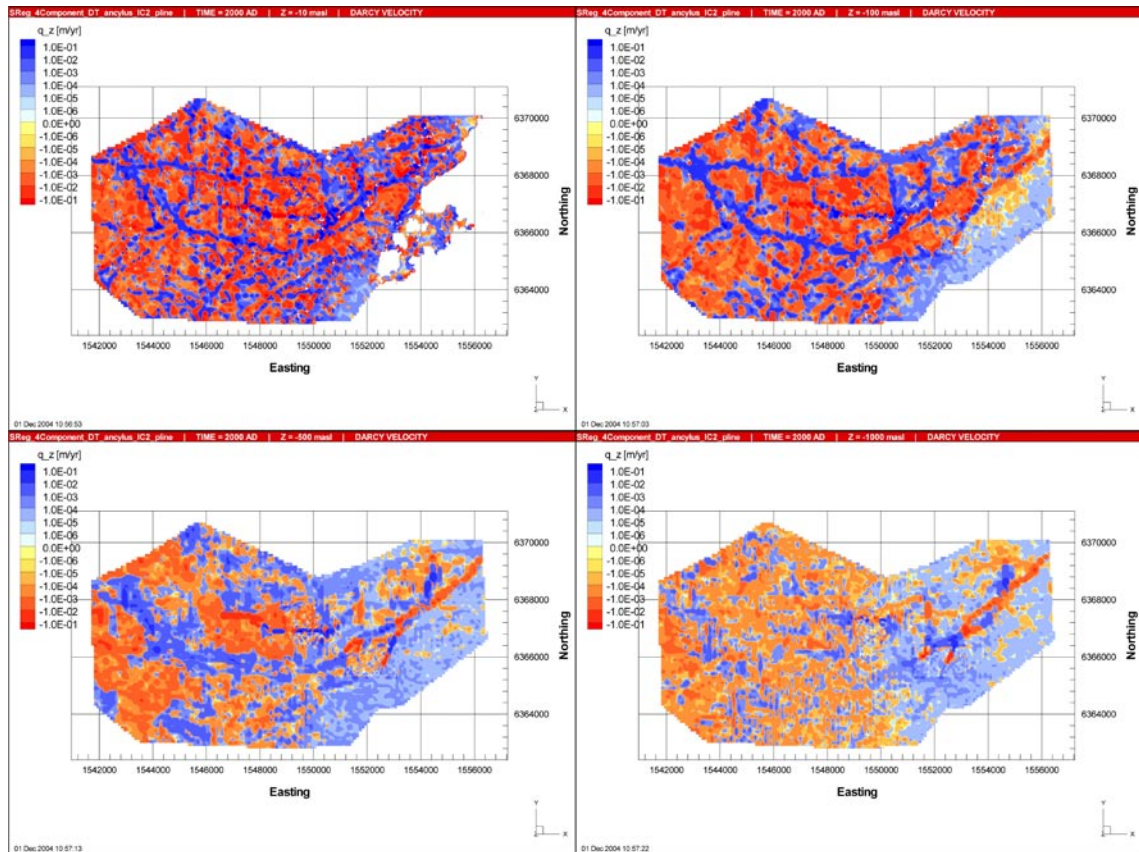 SReg_4Component_DT_ancylus_IC2_pline | TIME = 2000 AD | Z = -10 masl | DARCY VELOCITY
q_z [m/yr]
1.0E-01
1.0E-02
1.0E-03
1.0E-04
1.0E-05
1.0E-06
0.0E+00
-1.0E-06
-1.0E-05
-1.0E-04
-1.0E-03
-1.0E-02
-1.0E-01
6370000
6368000
6366000
6364000
Northing
1542000 1544000 1546000 1548000 1550000 1552000 1554000 1556000
Easting
Y
Z X
01 Dec 2004 10:56:53
SReg_4Component_DT_ancylus_IC2_pline | TIME = 2000 AD | Z = -100 masl | DARCY VELOCITY
q_z [m/yr]
1.0E-01
1.0E-02
1.0E-03
1.0E-04
1.0E-05
1.0E-06
0.0E+00
-1.0E-06
-1.0E-05
-1.0E-04
-1.0E-03
-1.0E-02
-1.0E-01
6370000
6368000
6366000
6364000
Northing
1542000 1544000 1546000 1548000 1550000 1552000 1554000 1556000
Easting
Y
Z X
01 Dec 2004 10:57:03
SReg_4Component_DT_ancylus_IC2_pline | TIME = 2000 AD | Z = -500 masl | DARCY VELOCITY
q_z [m/yr]
1.0E-01
1.0E-02
1.0E-03
1.0E-04
1.0E-05
1.0E-06
0.0E+00
-1.0E-06
-1.0E-05
-1.0E-04
-1.0E-03
-1.0E-02
-1.0E-01
6370000
6368000
6366000
6364000
Northing
1542000 1544000 1546000 1548000 1550000 1552000 1554000 1556000
Easting
Y
Z X
01 Dec 2004 10:57:13
SReg_4Component_DT_ancylus_IC2_pline | TIME = 2000 AD | Z = -1000 masl | DARCY VELOCITY
q_z [m/yr]
1.0E-01
1.0E-02
1.0E-03
1.0E-04
1.0E-05
1.0E-06
0.0E+00
-1.0E-06
-1.0E-05
-1.0E-04
-1.0E-03
-1.0E-02
-1.0E-01
6370000
6368000
6366000
6364000
Northing
1542000 1544000 1546000 1548000 1550000 1552000 1554000 1556000
Easting
Y
Z X
01 Dec 2004 10:57:22